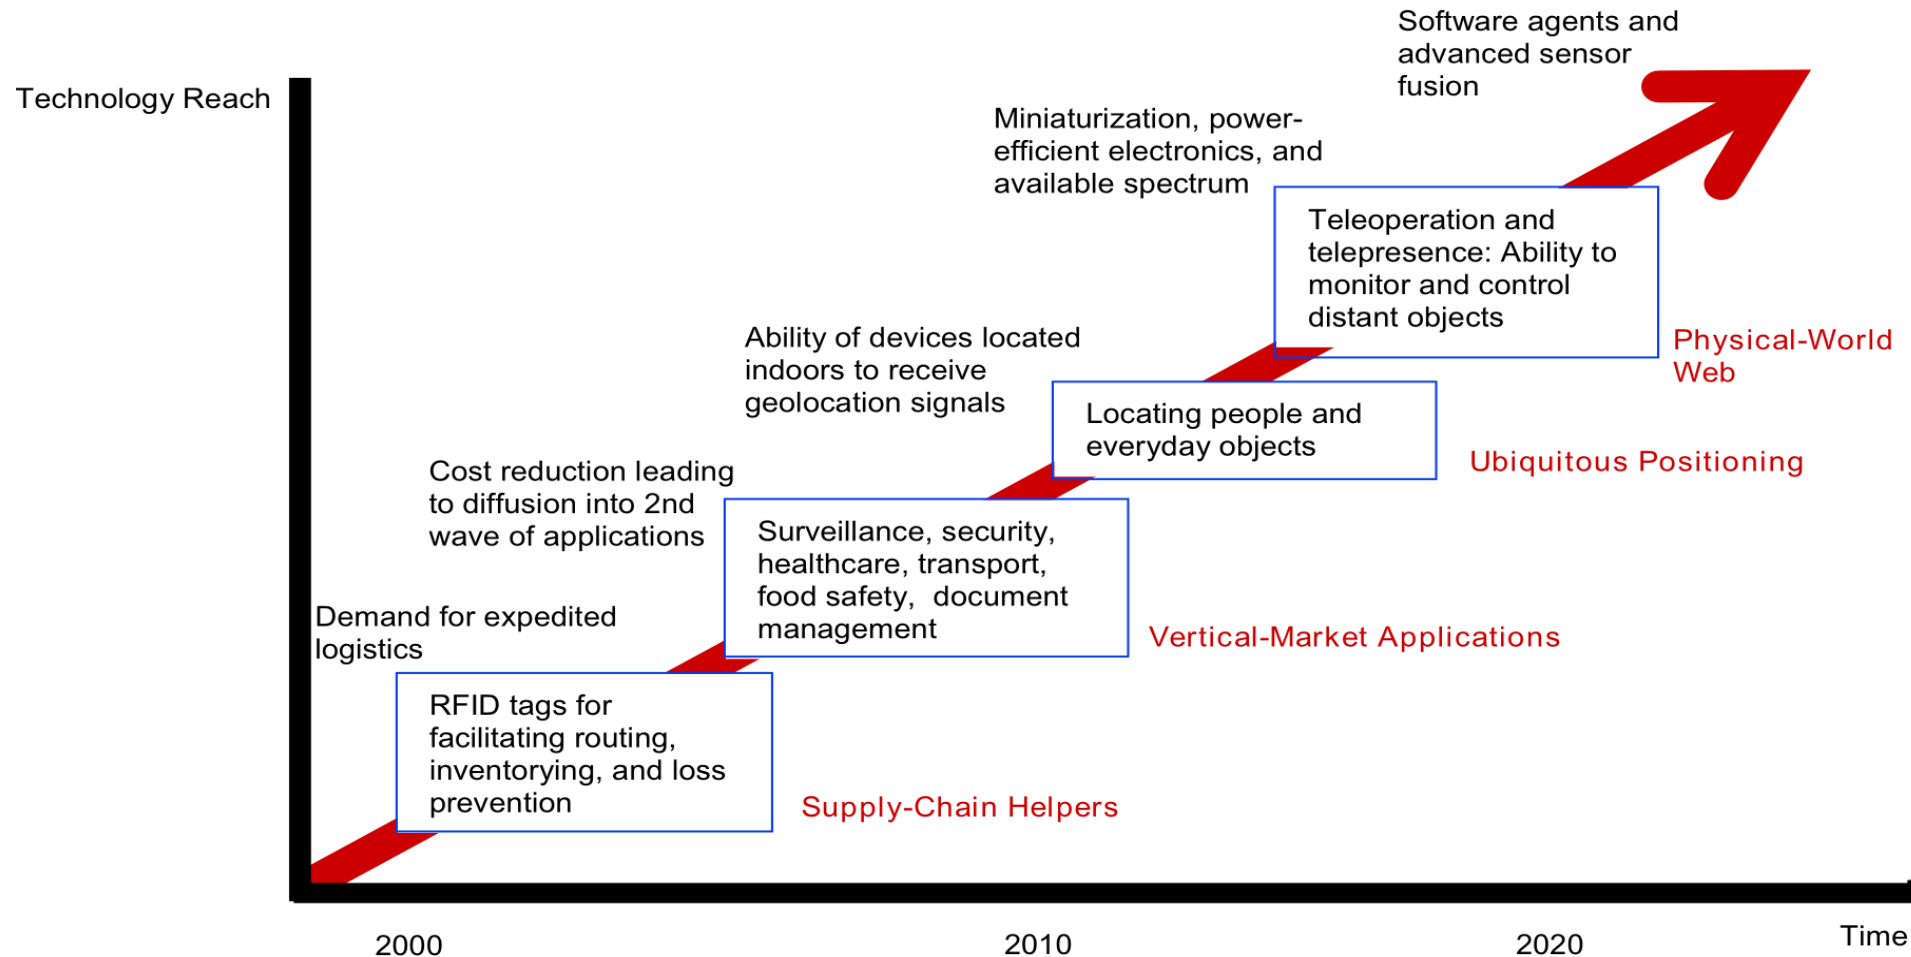 Software agents and
advanced sensor
fusion
Technology Reach
Miniaturization, power-
efficient electronics, and
available spectrum
Teleoperation and
telepresence: Ability to
monitor and control
distant objects
Physical-World
Web
Ability of devices located
indoors to receive
geolocation signals
Locating people and
everyday objects
Ubiquitous Positioning
Cost reduction leading
to diffusion into 2nd
wave of applications
Surveillance, security,
healthcare, transport,
food safety,  document
management
Vertical-Market Applications
Demand for expedited
logistics
RFID tags for
facilitating routing,
inventorying, and loss
prevention
Supply-Chain Helpers
2000
2010
2020
Time